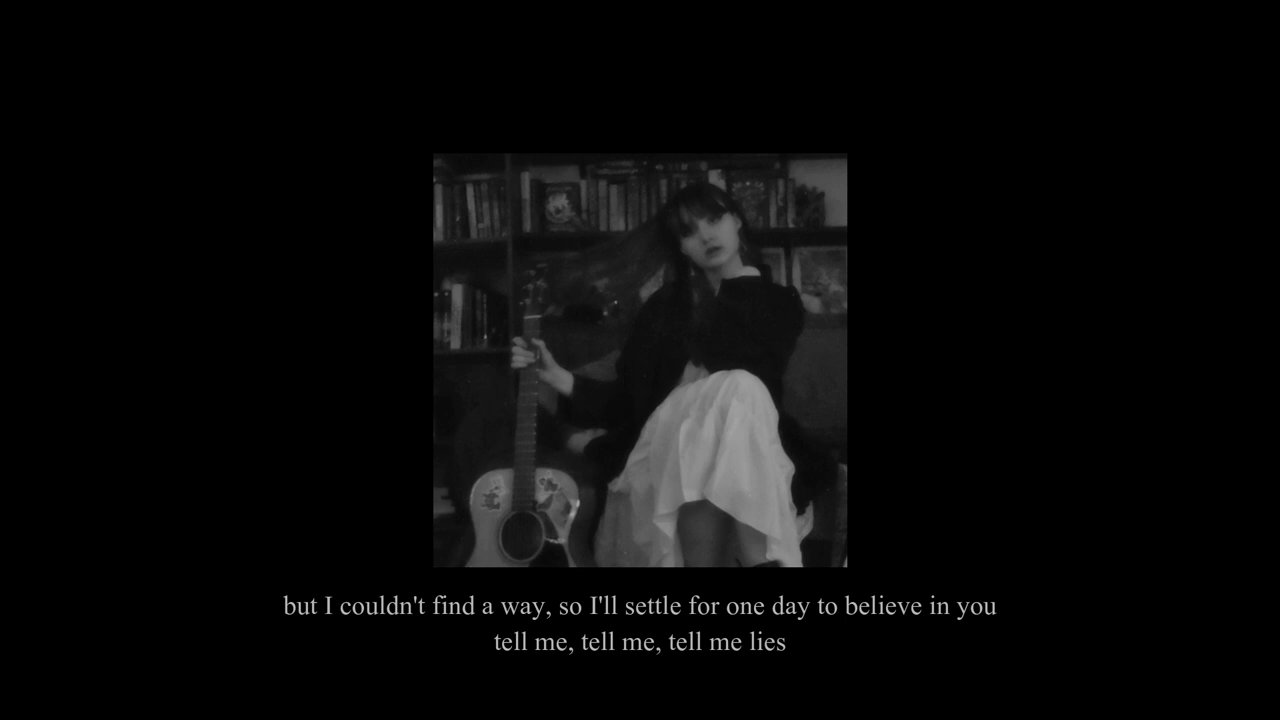 but I couldn't find a way, so I'll settle for one day to believe in you
tell me, tell me, tell me lies